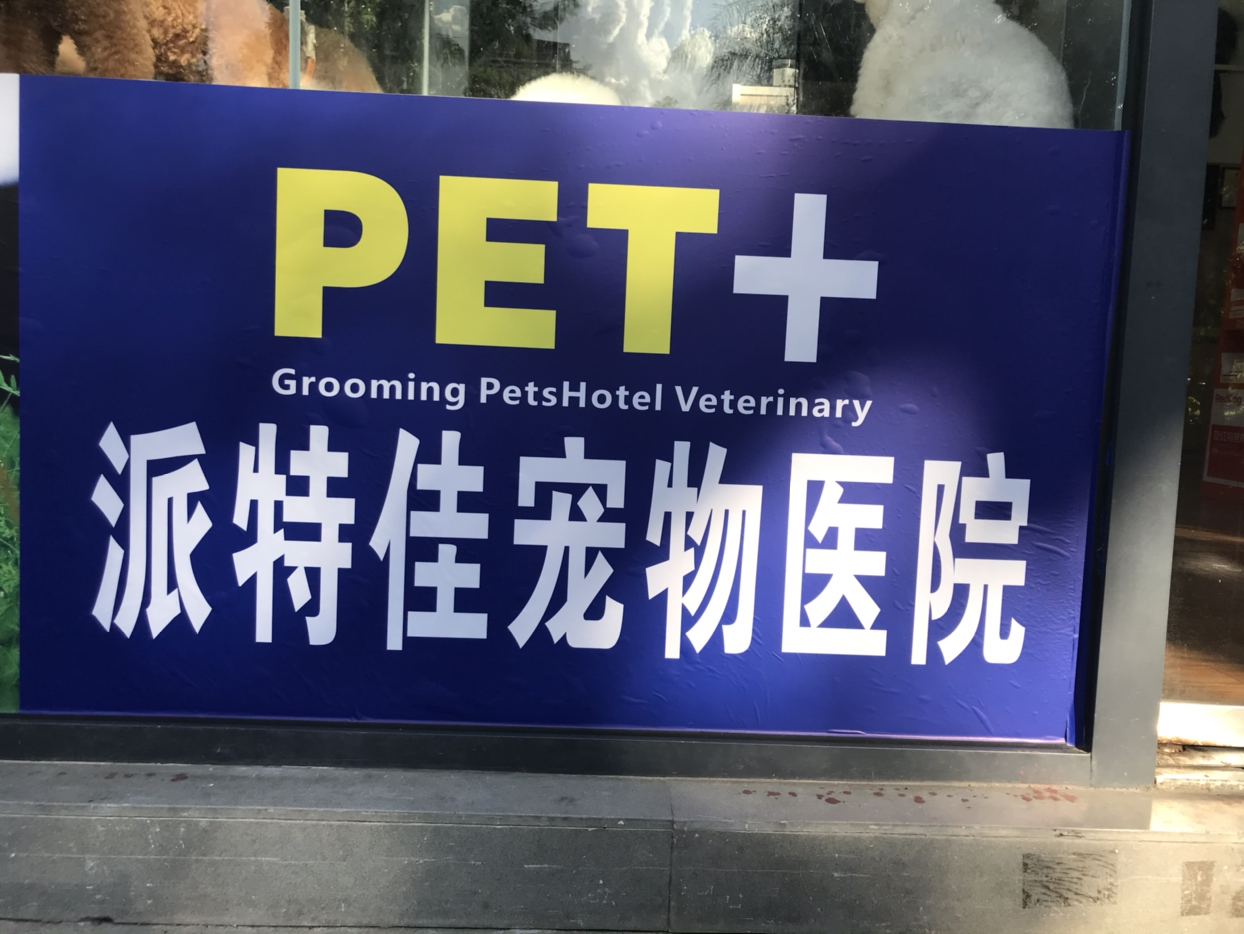 PET+
Grooming PetsHotel Veterinary
派特佳宠物医院